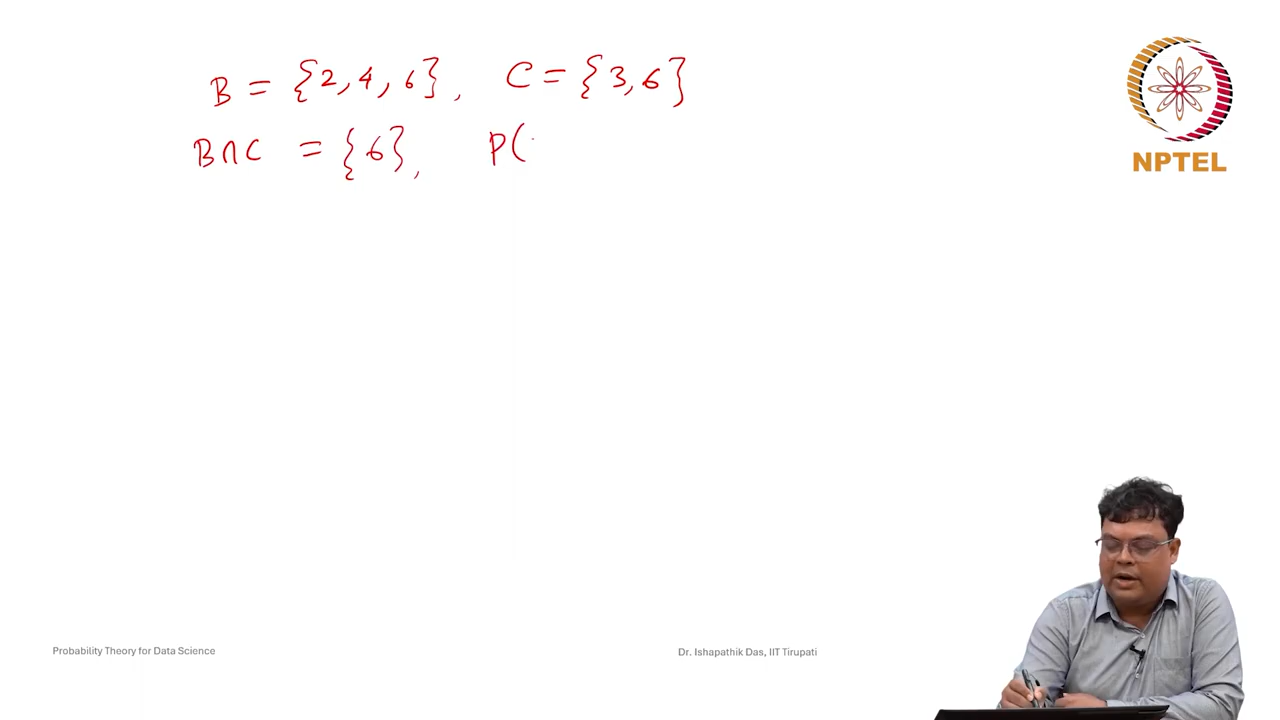 B = {2, 4, 6}, C = {3, 6}
B∩C = {6}, P(
NPTEL
Probability Theory for Data Science
Dr. Ishapathik Das, IIT Tirupati